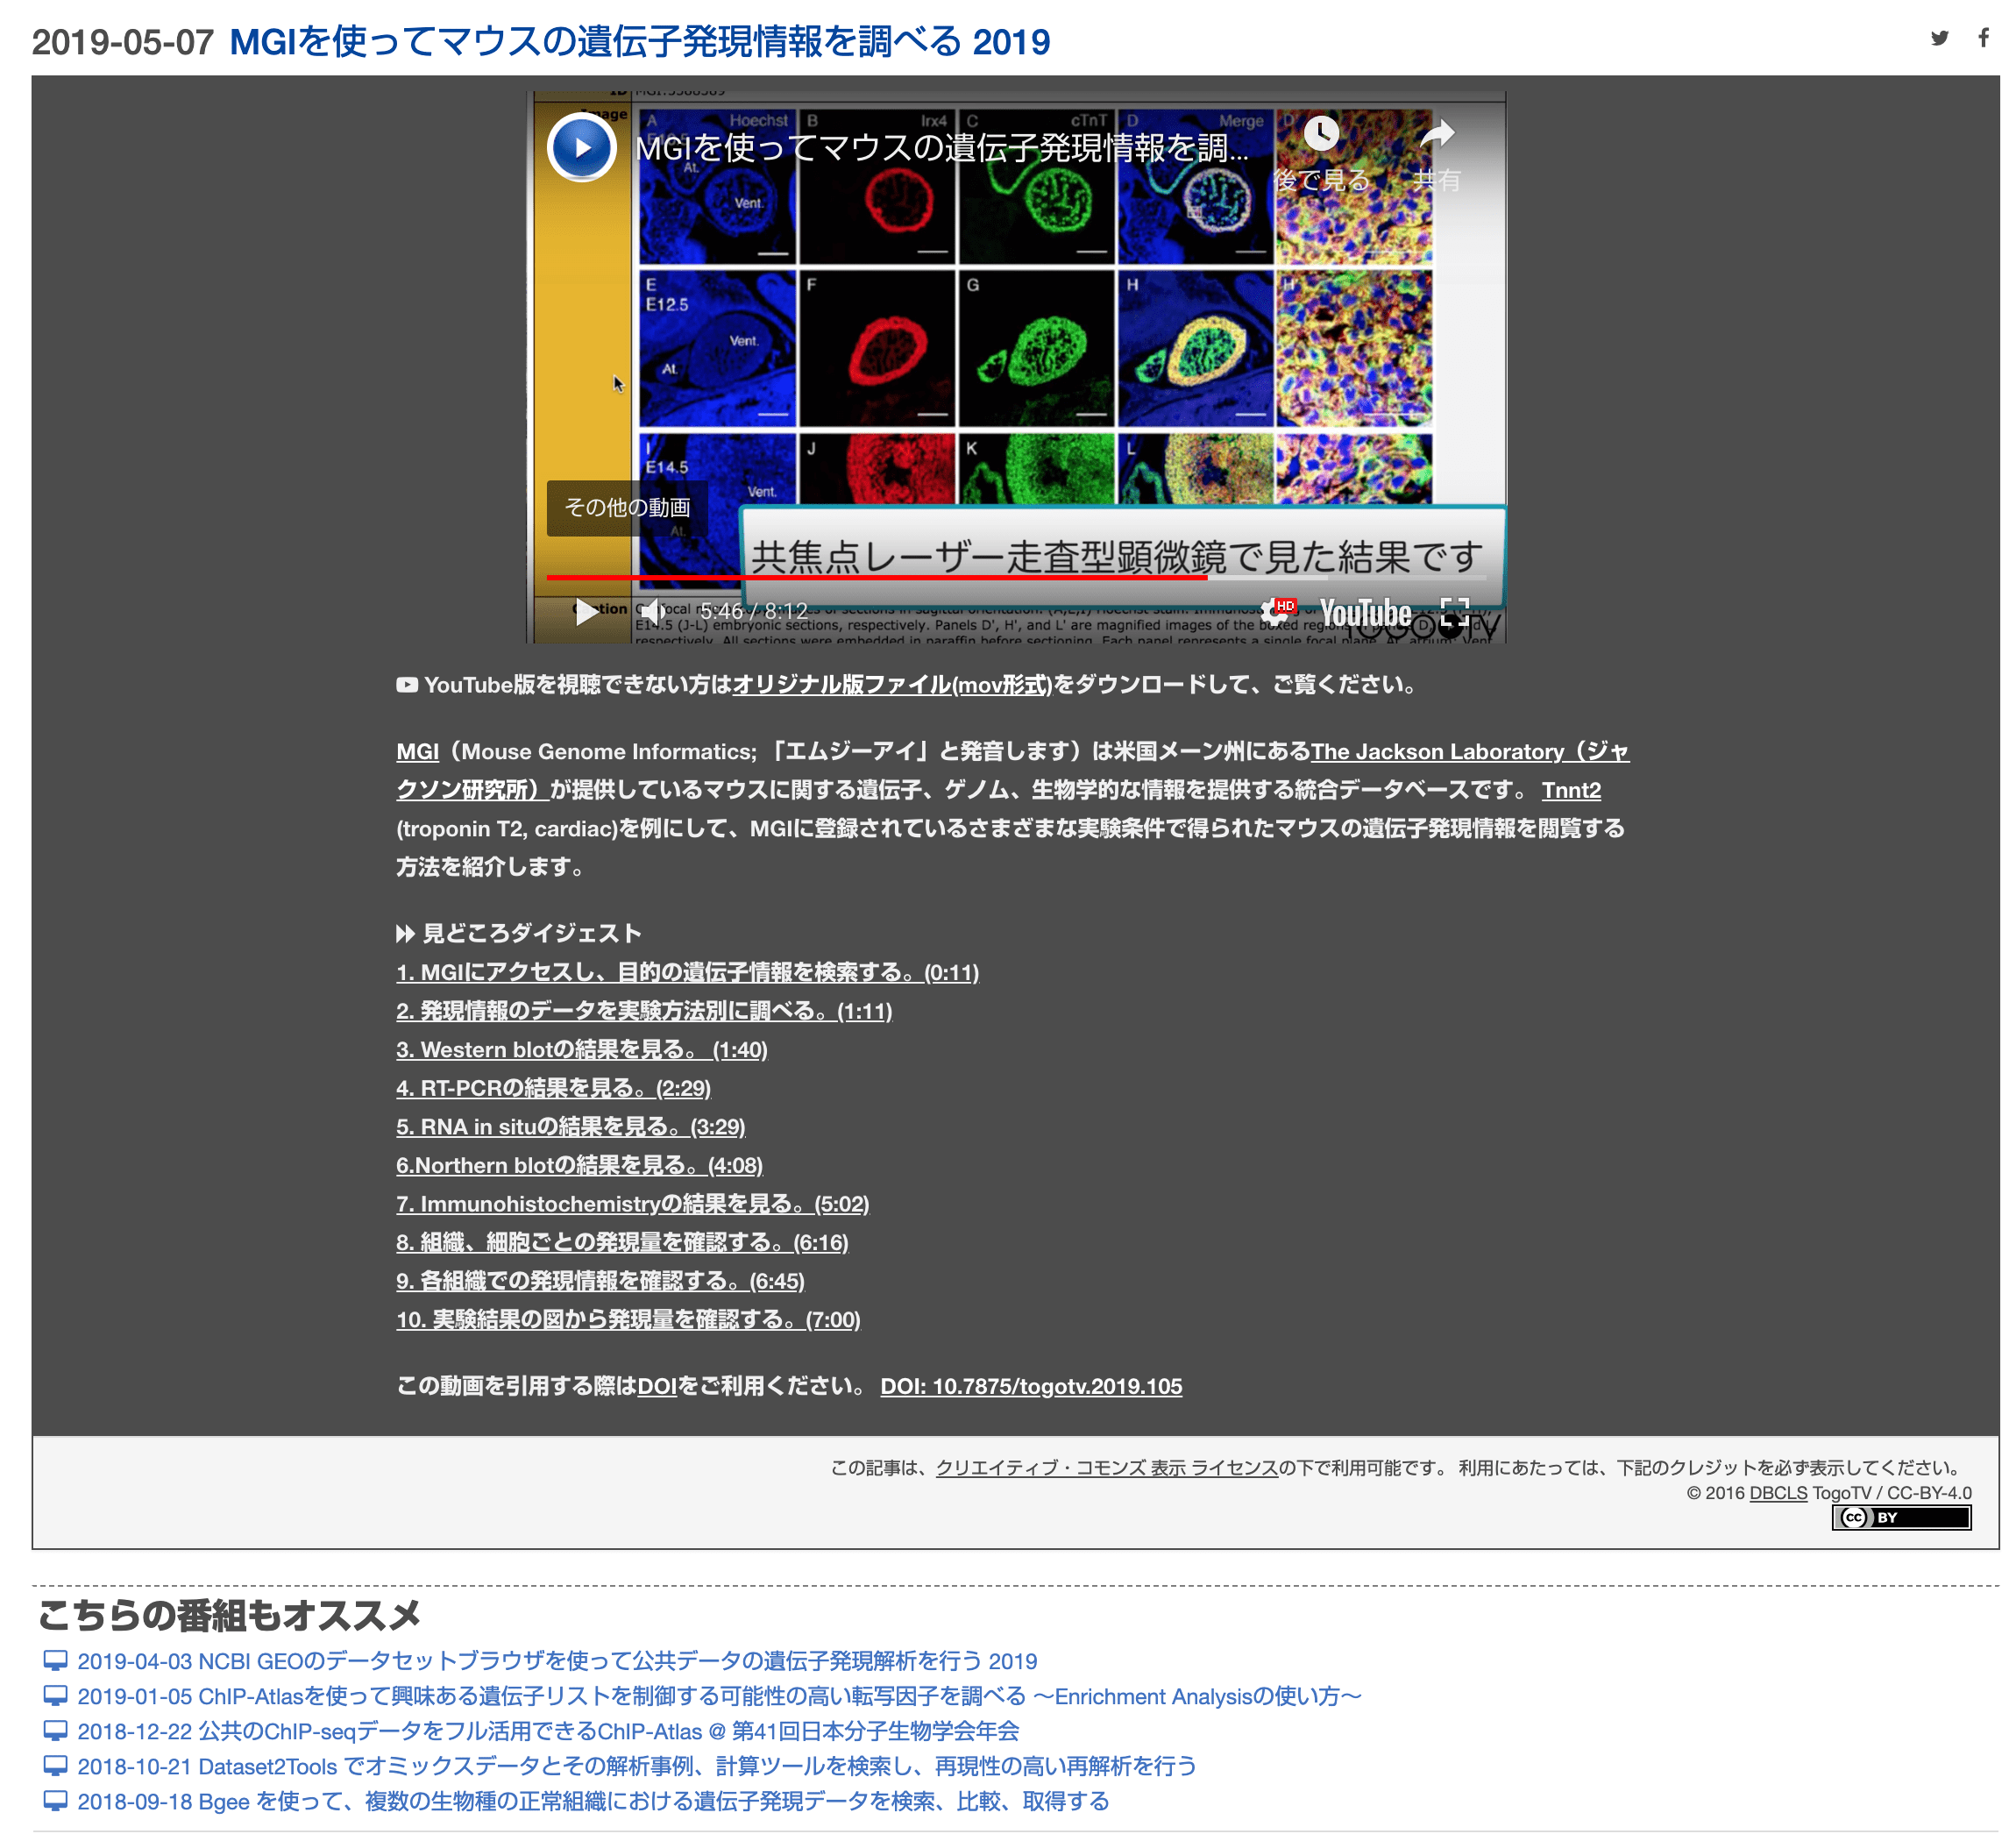 2019-05-07 MGIを使ってマウスの遺伝子発現情報を調べる 2019
Image
A Hoechst B Irx4 C cTnT D Merge D'
MGIを使ってマウスの遺伝子発現情報を調...
後で見る 共有
At.
Vent.
E F G H H'
E12.5
Vent.
At.
I J K L
E14.5
Vent.
その他の動画
At.
共焦点レーザー走査型顕微鏡で見た結果です
5:46 / 8:12
HD
YouTube
E14.5 (J-L) embryonic sections, respectively. Panels D', H', and L' are magnified images of the boxed
respectively. All sections were embedded in paraffin before sectioning. Each panel represents a single focal plane. At, atrium; Vent
YouTube版を視聴できない方はオリジナル版ファイル(mov形式)をダウンロードして、ご覧ください。
MGI（Mouse Genome Informatics; 「エムジーアイ」と発音します）は米国メーン州にあるThe Jackson Laboratory（ジャ
クソン研究所）が提供しているマウスに関する遺伝子、ゲノム、生物学的な情報を提供する統合データベースです。 Tnnt2
(troponin T2, cardiac)を例にして、MGIに登録されているさまざまな実験条件で得られたマウスの遺伝子発現情報を閲覧する
方法を紹介します。
見どころダイジェスト
1. MGIにアクセスし、目的の遺伝子情報を検索する。(0:11)
2. 発現情報のデータを実験方法別に調べる。(1:11)
3. Western blotの結果を見る。 (1:40)
4. RT-PCRの結果を見る。(2:29)
5. RNA in situの結果を見る。(3:29)
6.Northern blotの結果を見る。(4:08)
7. Immunohistochemistryの結果を見る。(5:02)
8. 組織、細胞ごとの発現量を確認する。(6:16)
9. 各組織での発現情報を確認する。(6:45)
10. 実験結果の図から発現量を確認する。(7:00)
この動画を引用する際はDOIをご利用ください。 DOI: 10.7875/togotv.2019.105
この記事は、クリエイティブ・コモンズ 表示 ライセンスの下で利用可能です。 利用にあたっては、下記のクレジットを必ず表示してください。
© 2016 DBCLS TogoTV / CC-BY-4.0
cc BY
こちらの番組もオススメ
2019-04-03 NCBI GEOのデータセットブラウザを使って公共データの遺伝子発現解析を行う 2019
2019-01-05 ChIP-Atlasを使って興味ある遺伝子リストを制御する可能性の高い転写因子を調べる 〜Enrichment Analysisの使い方〜
2018-12-22 公共のChIP-seqデータをフル活用できるChIP-Atlas @ 第41回日本分子生物学会年会
2018-10-21 Dataset2Tools でオミックスデータとその解析事例、計算ツールを検索し、再現性の高い再解析を行う
2018-09-18 Bgee を使って、複数の生物種の正常組織における遺伝子発現データを検索、比較、取得する